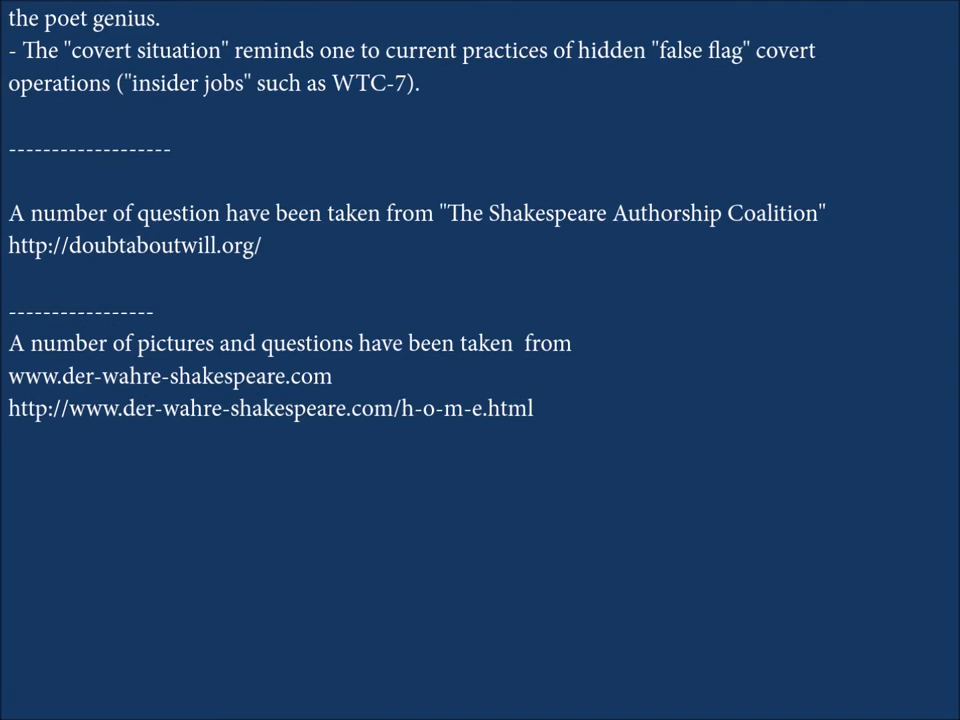 the poet genius.
- The "covert situation" reminds one to current practices of hidden "false flag" covert
operations ("insider jobs" such as WTC-7).
-------------------
A number of question have been taken from "The Shakespeare Authorship Coalition"
http://doubtaboutwill.org/
-----------------
A number of pictures and questions have been taken  from
www.der-wahre-shakespeare.com
http://www.der-wahre-shakespeare.com/h-o-m-e.html